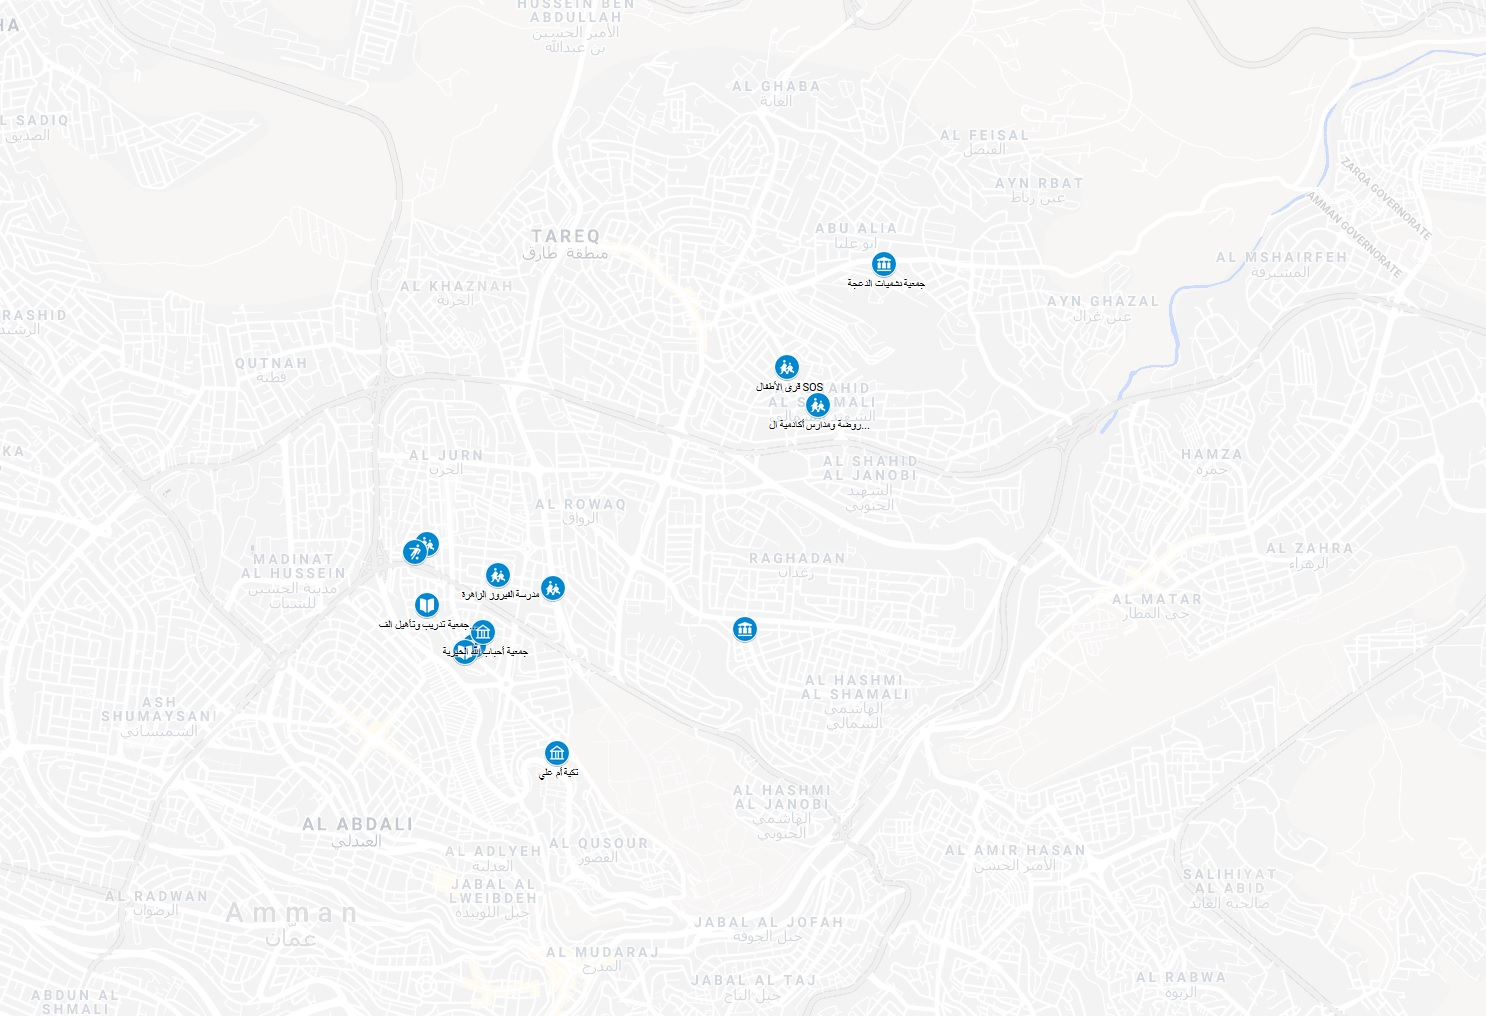 HUSSEIN BEN
ABDULLAH
الأمير الحسين
بن عبدالله
HA
AL GHABA
الغابة
L SADIQ
الصديق
AL FEISAL
الفيصل
AYN RBAT
عين رباط
ZARQA GOVERNORATE
AMMAN GOVERNORATE
TAREQ
منطقة طارق
ABU ALIA
ابو عليا
AL MSHAIRFEH
المشيرفة
جمعية نشميات الدعجة
AL KHAZNAH
الخزنة
AYN GHAZAL
عين غزال
RASHID
الرشيد
QUTNAH
قطنة
قرى الأطفال SOS
AHID
AL S MALI
روضة ومدارس أكادمية ال...
KA
AL JURN
الجرن
AL SHAHID
AL JANOBI
الشهيد
الجنوبي
HAMZA
حمزة
AL ROWAQ
الرواق
MADINAT
AL HUSSEIN
مدينة الحسين
للشباب
RAGHADAN
رغدان
AL ZAHRA
الزهراء
مدرسة الفيروز الزاهرة
AL MATAR
حي المطار
جمعية تدريب وتأهيل الف...
جمعية أحباب الله الخيرية
AL HASHMI
AL SHAMALI
الهاشمي
الشمالي
ASH
SHUMAYSANI
الشميساني
تكية أم علي
AL HASHMI
AL JANOBI
الهاشمي
الجنوبي
AL ABDALI
العبدلي
AL ADLYEH
العدلية
AL QUSOUR
القصور
AL AMIR HASAN
الأمير الحسن
JABAL AL
LWEIBDEH
جبل اللويبدة
SALIHIYAT
AL ABID
صالحية العابد
AL RADWAN
الرضوان
Amman
عمّان
JABAL AL JOFAH
جبل الجوفة
AL MUDARAJ
المدرج
JABAL AL TAJ
جبل التاج
AL RABWA
الربوة
ABDUN AL
SHMALI